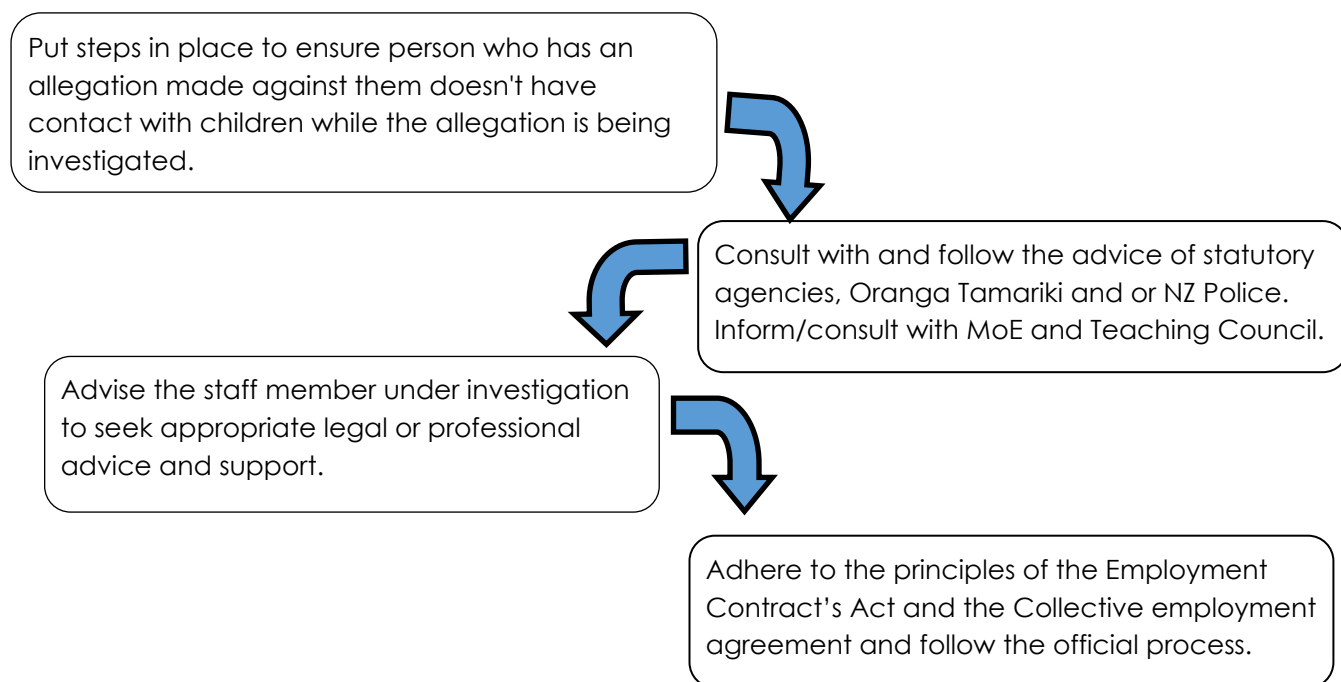 Put steps in place to ensure person who has an
allegation made against them doesn't have
contact with children while the allegation is being
investigated.
Consult with and follow the advice of statutory
agencies, Oranga Tamariki and or NZ Police.
Inform/consult with MoE and Teaching Council.
Advise the staff member under investigation
to seek appropriate legal or professional
advice and support.
Adhere to the principles of the Employment
Contract’s Act and the Collective employment
agreement and follow the official process.